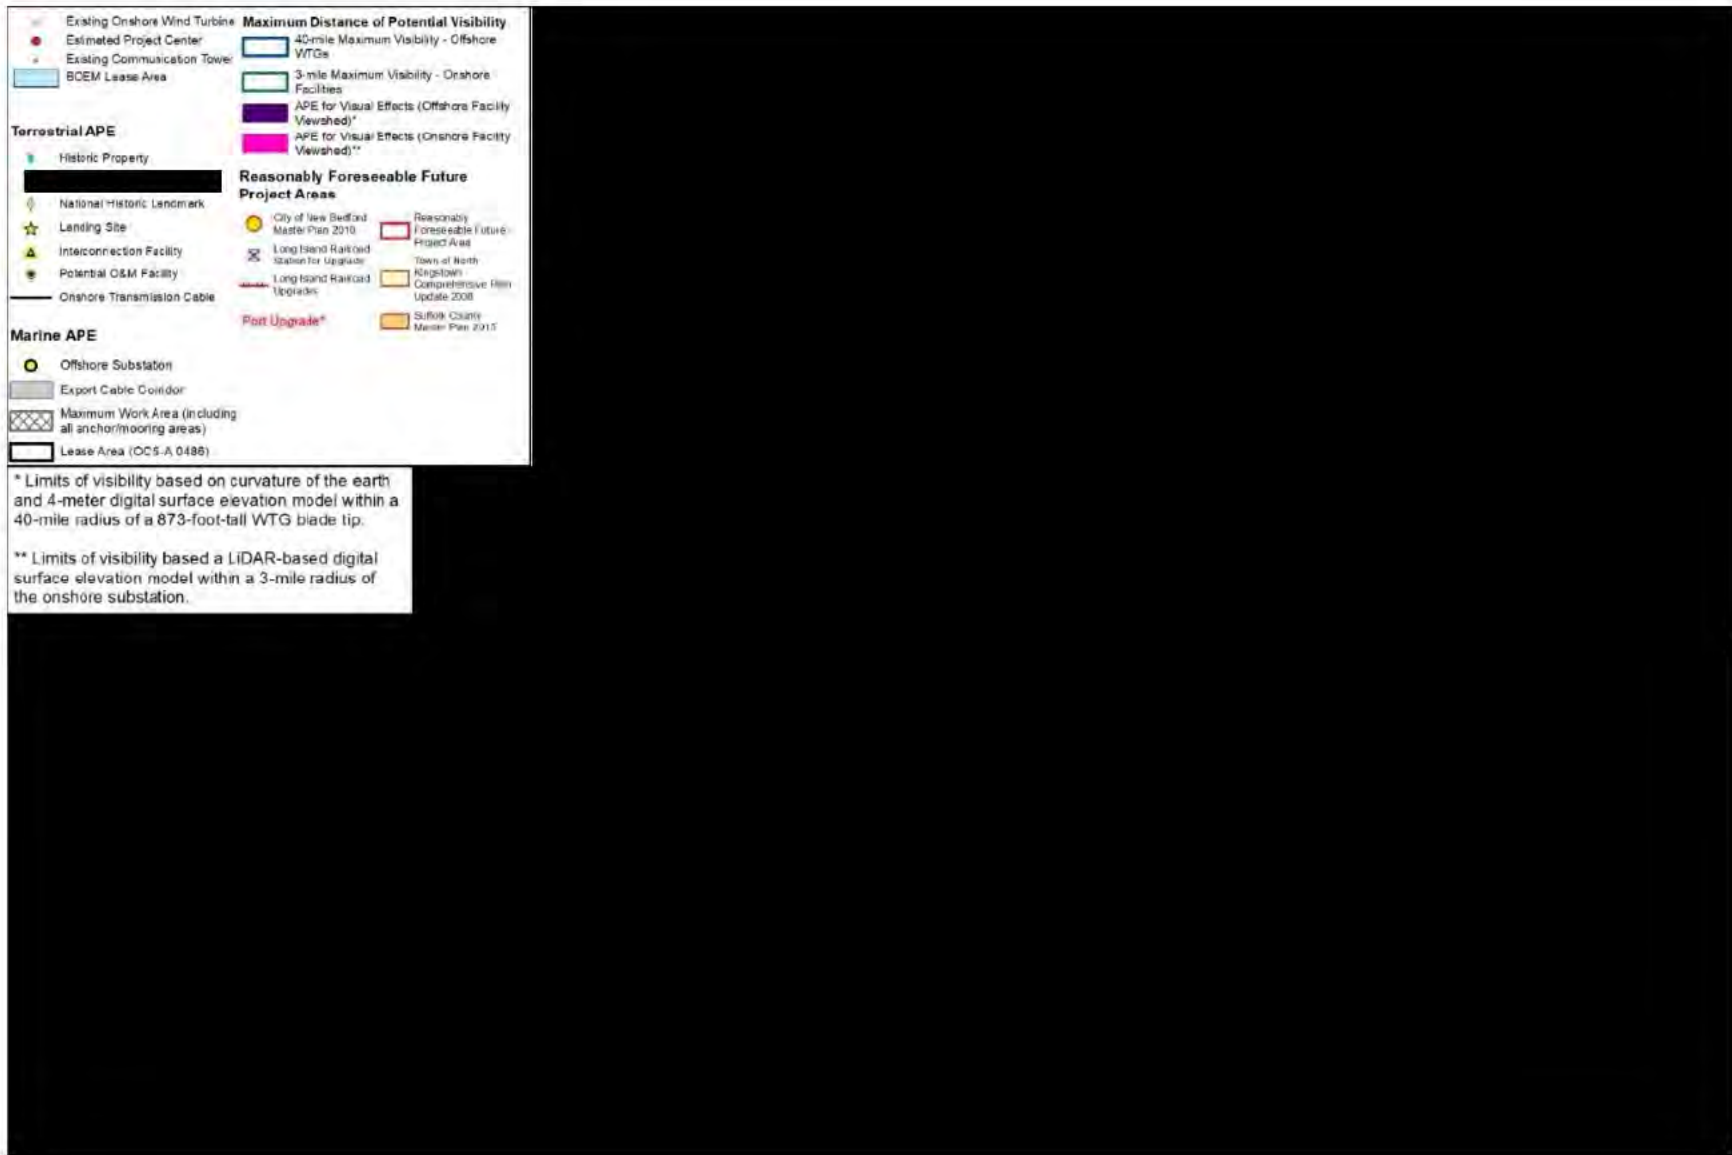 Existing Onshore Wind Turbine
Estimated Project Center
Existing Communication Tower
BOEM Lease Area
Terrestrial APE
Historic Property
National Historic Landmark
Landing Site
Interconnection Facility
Potential O&M Facility
Onshore Transmission Cable
Marine APE
Offshore Substation
Export Cable Corridor
Maximum Work Area (including
all anchor/mooring areas)
Lease Area (OCS-A 0486)
Maximum Distance of Potential Visibility
40-mile Maximum Visibility - Offshore
WTGs
3-mile Maximum Visibility - Onshore
Facilities
APE for Visual Effects (Offshore Facility
Viewshed)*
APE for Visual Effects (Onshore Facility
Viewshed)**
Reasonably Foreseeable Future
Project Areas
City of New Bedford
Master Plan 2010
Long Island Railroad
Station for Upgrade
Long Island Railroad
Upgrades
Port Upgrade*
Reasonably
Foreseeable Future
Project Area
Town of North
Kingstown
Comprehensive Plan
Update 2008
Suffolk County
Master Plan 2015
* Limits of visibility based on curvature of the earth
and 4-meter digital surface elevation model within a
40-mile radius of a 873-foot-tall WTG blade tip.
** Limits of visibility based a LiDAR-based digital
surface elevation model within a 3-mile radius of
the onshore substation.